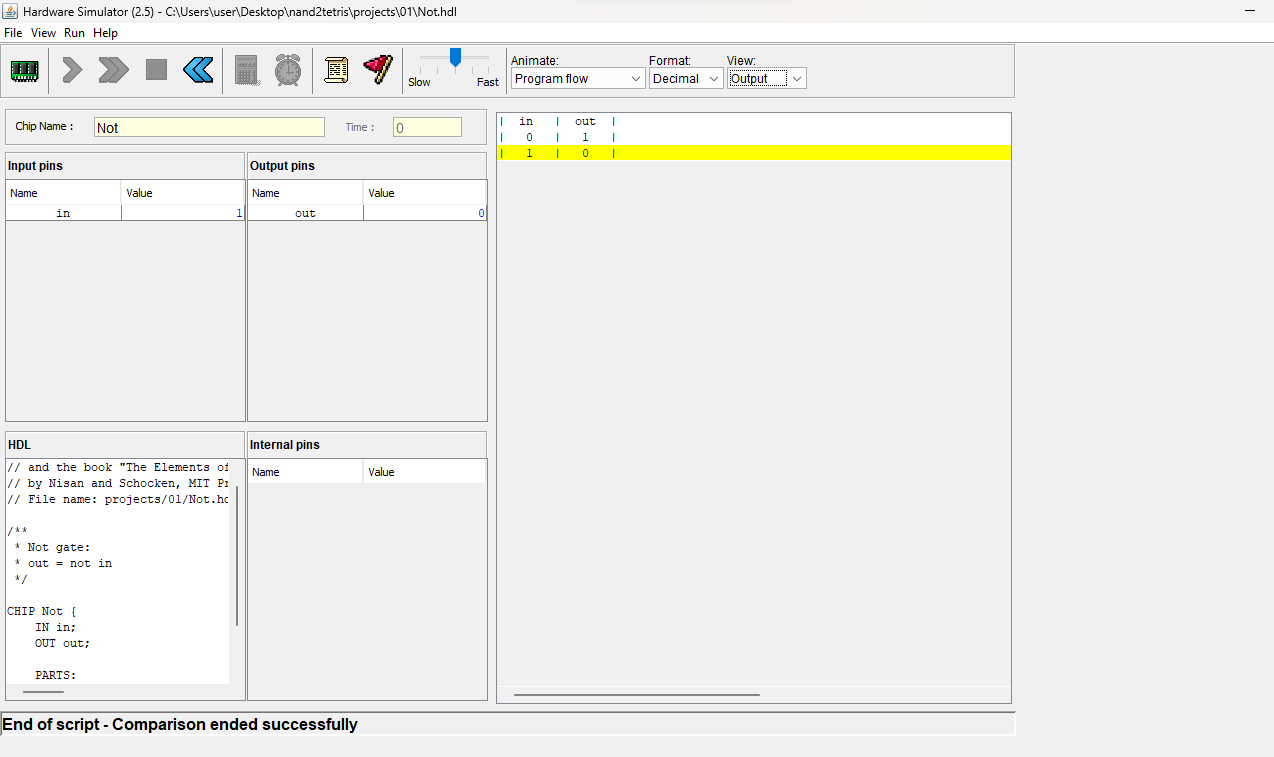 Hardware Simulator (2.5) - C:\Users\user\Desktop\nand2tetris\projects\01\Not.hdl
File View Run Help
Slow Fast
Animate: Format: View:
Program flow Decimal Output
Chip Name : Not Time : 0
Input pins
Name Value
in 1
Output pins
Name Value
out 0
| in | out |
| 0 | 1 |
| 1 | 0 |
HDL
// and the book "The Elements of
// by Nisan and Schocken, MIT Pr
// File name: projects/01/Not.hd
/**
* Not gate:
* out = not in
*/
CHIP Not {
IN in;
OUT out;
PARTS:
Internal pins
Name Value
End of script - Comparison ended successfully